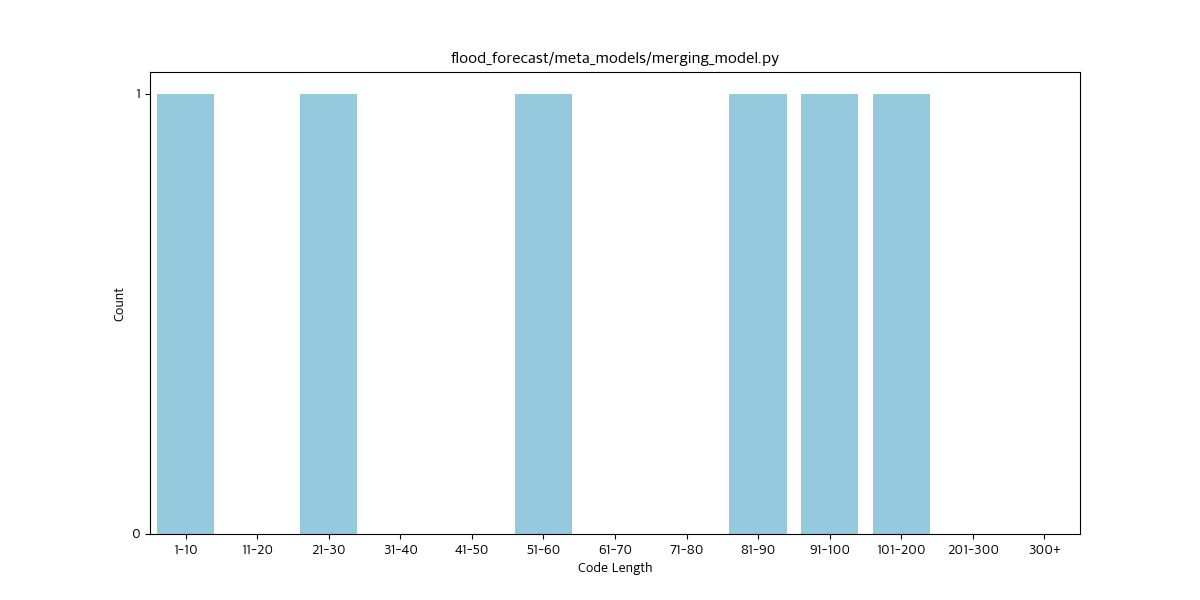 flood_forecast/meta_models/merging_model.py
1
Count
0
1-10 11-20 21-30 31-40 41-50 51-60 61-70 71-80 81-90 91-100 101-200 201-300 300+
Code Length